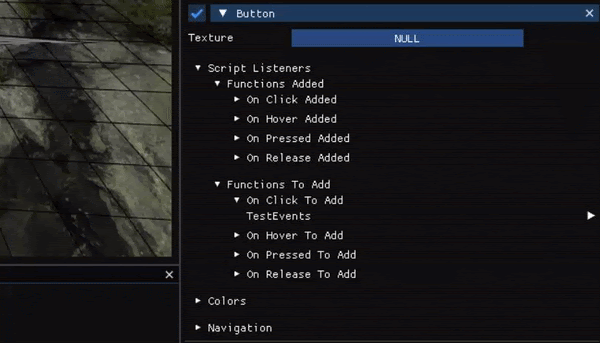 Button
Texture NULL
Script Listeners
Functions Added
On Click Added
On Hover Added
On Pressed Added
On Release Added
Functions To Add
On Click To Add
TestEvents
On Hover To Add
On Pressed To Add
On Release To Add
Colors
Navigation